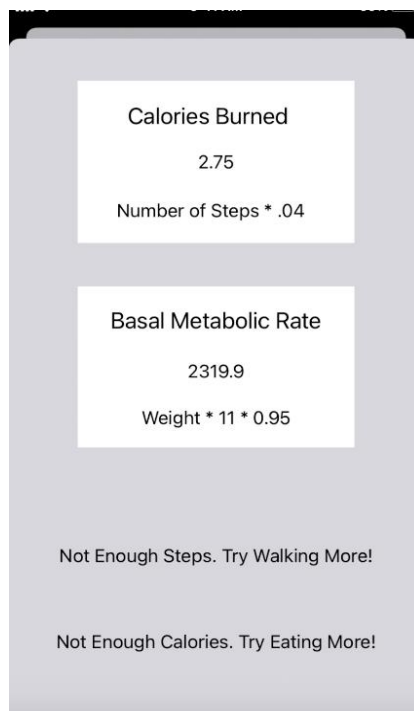 Calories Burned
2.75
Number of Steps * .04
Basal Metabolic Rate
2319.9
Weight * 11 * 0.95
Not Enough Steps. Try Walking More!
Not Enough Calories. Try Eating More!